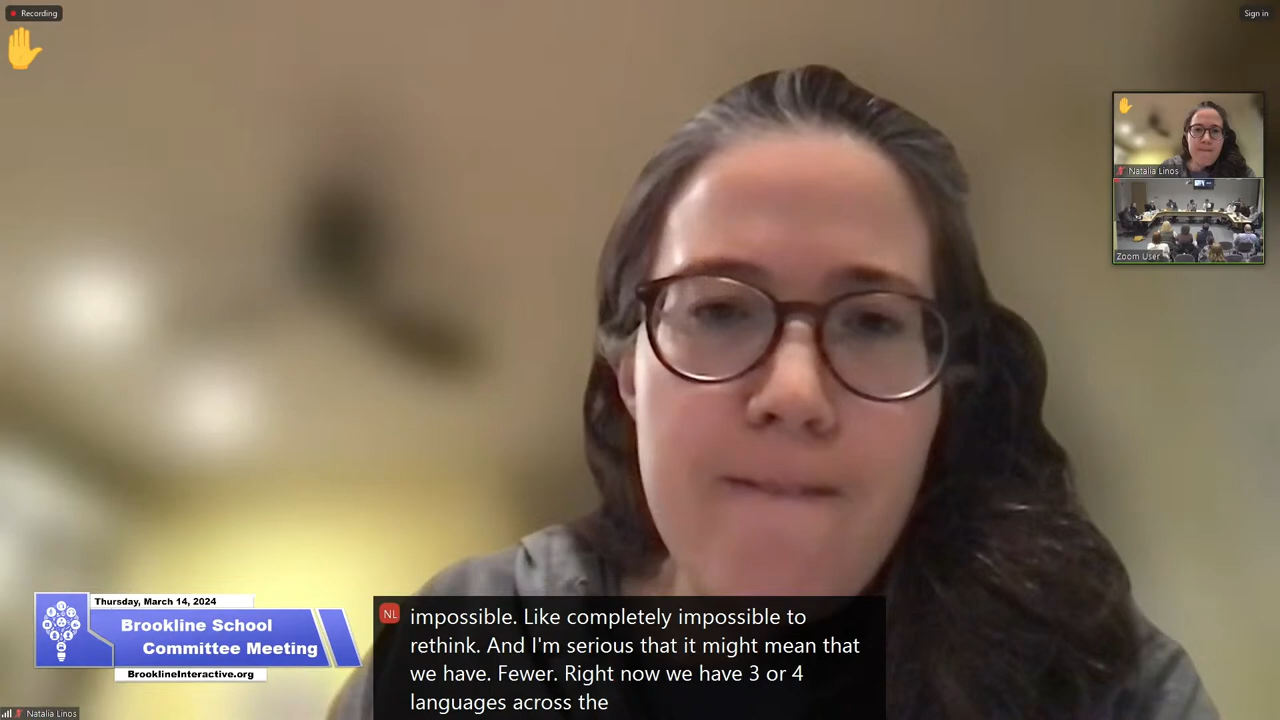 Recording
Sign in
Natalia Linos
Zoom User
Thursday, March 14, 2024
Brookline School
Committee Meeting
BrooklineInteractive.org
NL
impossible. Like completely impossible to
rethink. And I'm serious that it might mean that
we have. Fewer. Right now we have 3 or 4
languages across the
Natalia Linos